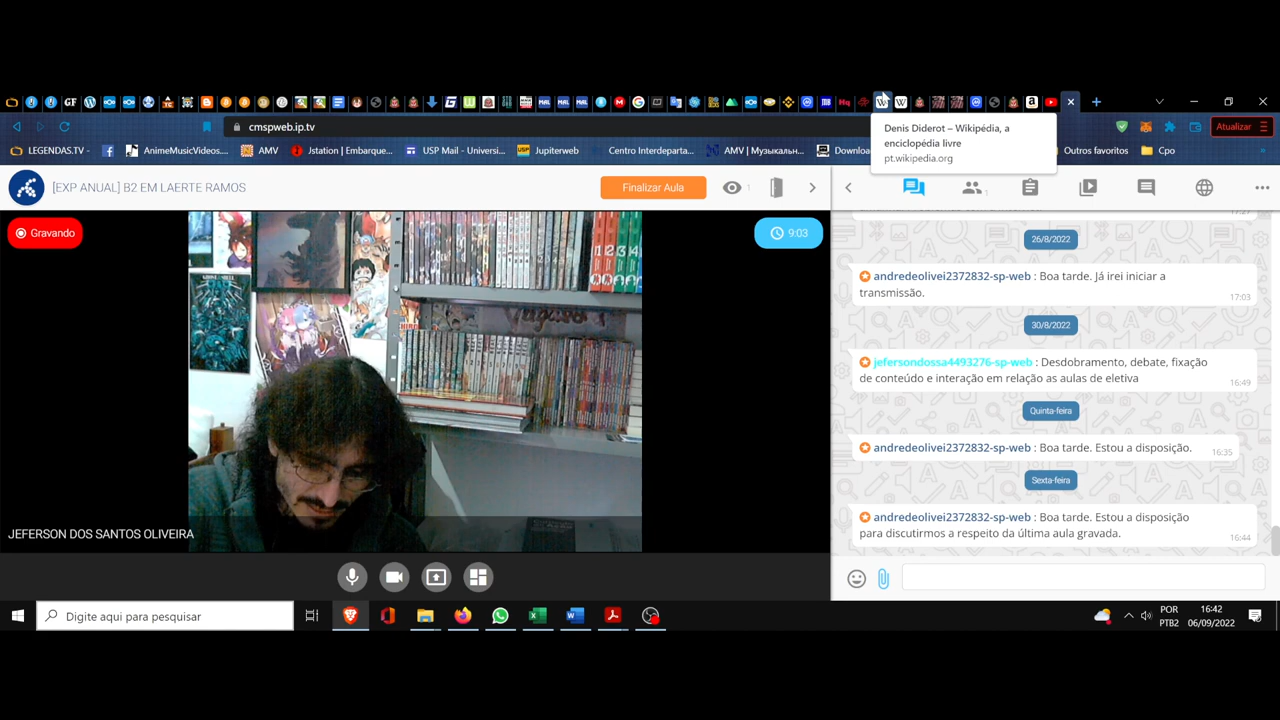 cmspweb.ip.tv
Denis Diderot – Wikipédia, a
enciclopédia livre
pt.wikipedia.org
Atualizar
LEGENDAS.TV
AnimeMusicVideos...
AMV
Jstation | Embarque...
USP Mail - Universi...
Jupiterweb
Centro Interdeparta...
AMV | Музыкальн...
Downloa
Outros favoritos
Cpo
[EXP ANUAL] B2 EM LAERTE RAMOS
Finalizar Aula
1
1
Gravando
9:03
17:27
26/8/2022
andredeolivei2372832-sp-web : Boa tarde. Já irei iniciar a
transmissão.
17:03
30/8/2022
jefersondossa4493276-sp-web : Desdobramento, debate, fixação
de conteúdo e interação em relação as aulas de eletiva
16:49
Quinta-feira
andredeolivei2372832-sp-web : Boa tarde. Estou a disposição.
16:35
Sexta-feira
andredeolivei2372832-sp-web : Boa tarde. Estou a disposição
para discutirmos a respeito da última aula gravada.
16:44
JEFERSON DOS SANTOS OLIVEIRA
Digite aqui para pesquisar
POR
PTB2
16:42
06/09/2022